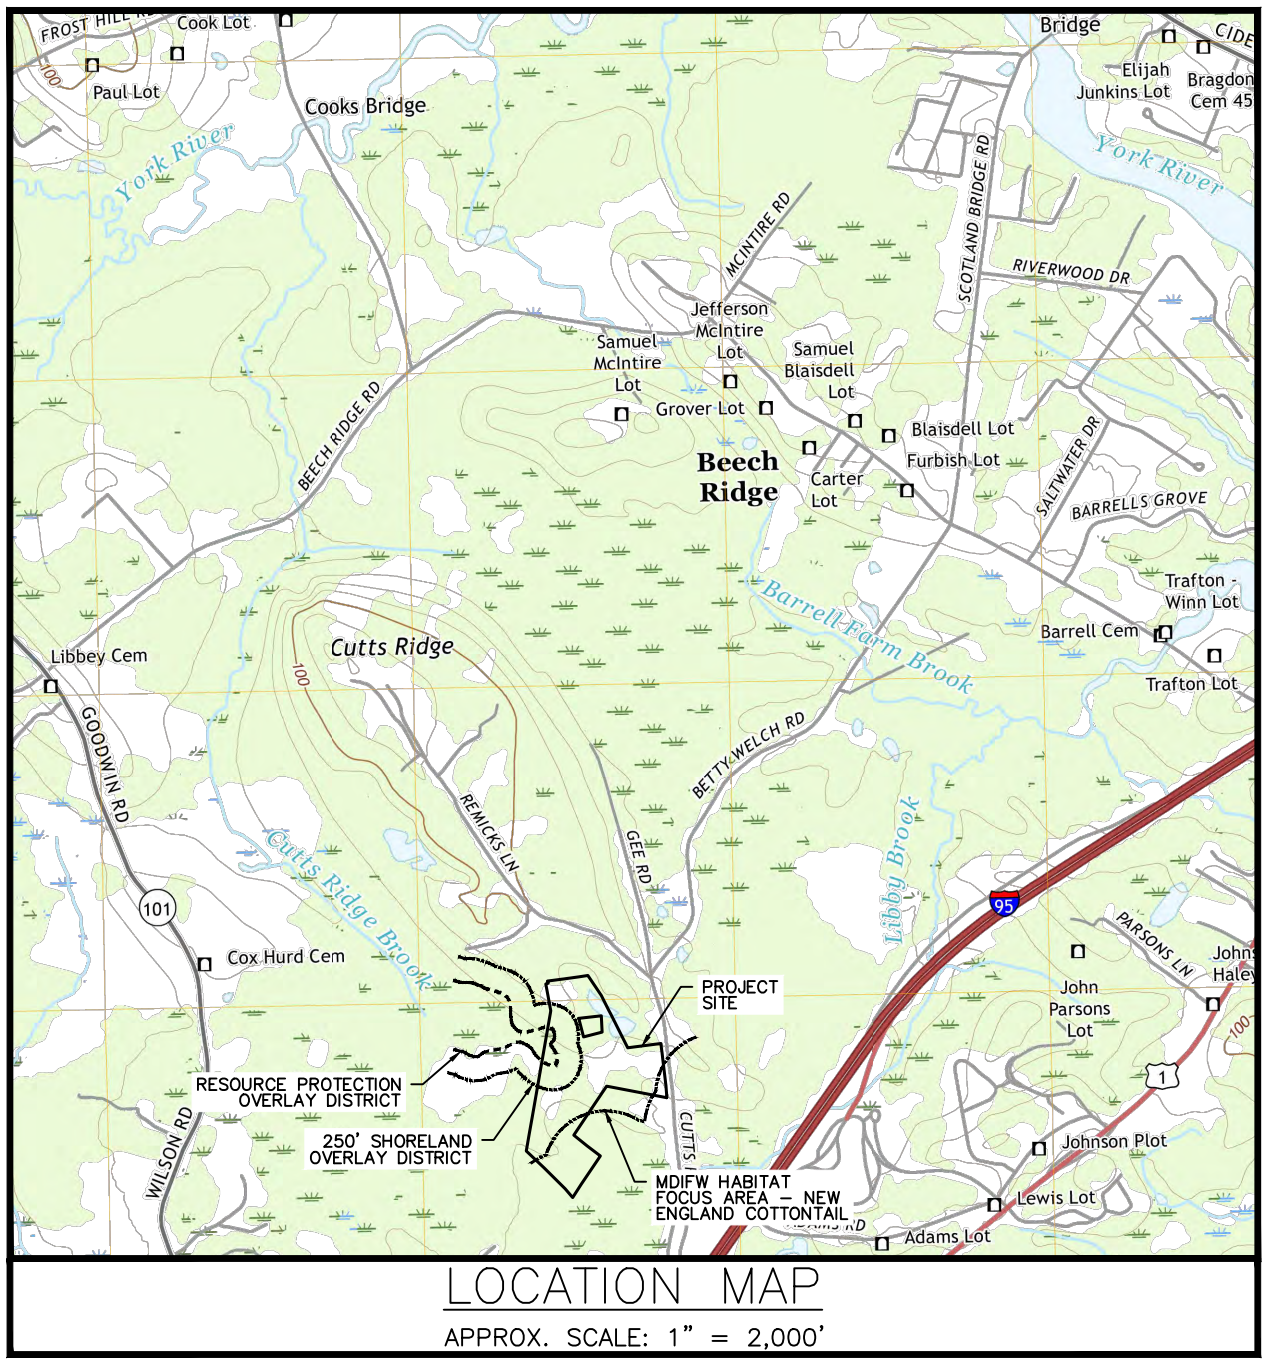 FROST HILL R
Cook Lot
Bridge
CIDE
100
Paul Lot
Elijah
Junkins Lot
Bragdon
Cem 45
Cooks Bridge
York River
York River
SCOTLAND BRIDGE RD
MCINTIRE RD
RIVERWOOD DR
Jefferson
McIntire
Lot
Samuel
McIntire
Lot
Samuel
Blaisdell
Lot
BEECH RIDGE RD
Grover Lot
Blaisdell Lot
Furbish Lot
Beech
Ridge
Carter
Lot
SALTWATER DR
BARRELLS GROVE
Trafton -
Winn Lot
Barrell Farm Brook
Barrell Cem
Trafton Lot
Cutts Ridge
100
Libbey Cem
GOODWIN RD
BETTY WELCH RD
REMICKS LN
GEE RD
Cutts Ridge Brook
Libby Brook
95
101
PARSONS LN
Cox Hurd Cem
Johns
Haley
John
Parsons
Lot
100
PROJECT
SITE
1
RESOURCE PROTECTION
OVERLAY DISTRICT
250' SHORELAND
OVERLAY DISTRICT
WILSON RD
CUTTS
Johnson Plot
MDIFW HABITAT
FOCUS AREA – NEW
ENGLAND COTTONTAIL
Lewis Lot
ADAMS RD
Adams Lot
LOCATION MAP
APPROX. SCALE: 1" = 2,000'